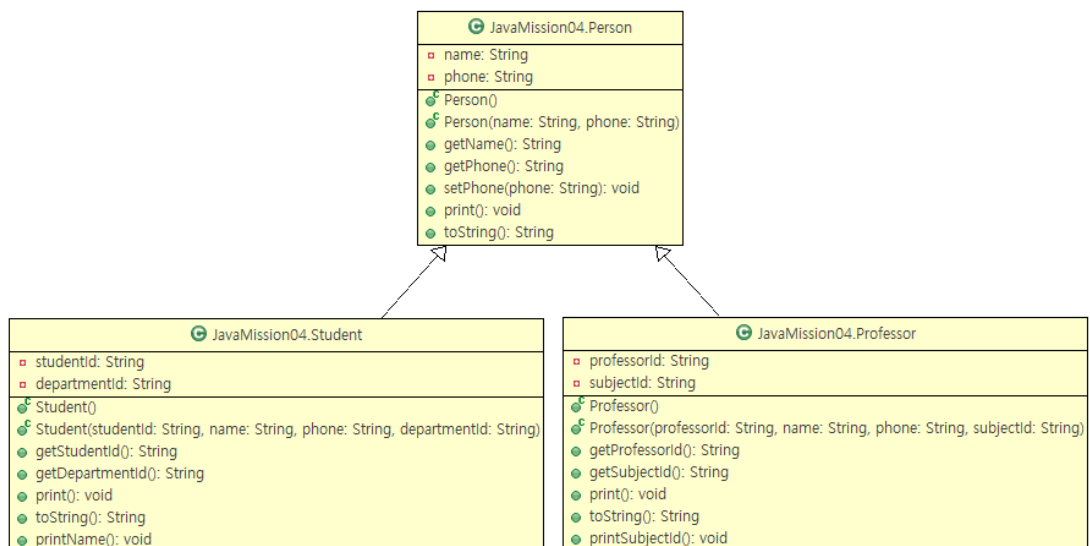 JavaMission04.Person
name: String
phone: String
Person()
Person(name: String, phone: String)
getName(): String
getPhone(): String
setPhone(phone: String): void
print(): void
toString(): String
JavaMission04.Student
studentId: String
departmentId: String
Student()
Student(studentId: String, name: String, phone: String, departmentId: String)
getStudentId(): String
getDepartmentId(): String
print(): void
toString(): String
printName(): void
JavaMission04.Professor
professorId: String
subjectId: String
Professor()
Professor(professorId: String, name: String, phone: String, subjectId: String)
getProfessorId(): String
getSubjectId(): String
print(): void
toString(): String
printSubjectId(): void